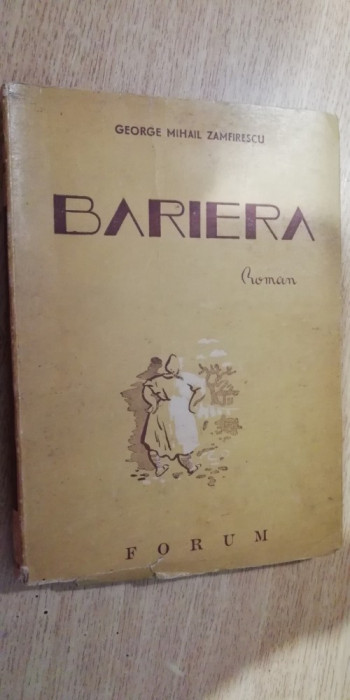 GEORGE MIHAIL ZAMFIRESCU
BARIERA
Roman
FORUM